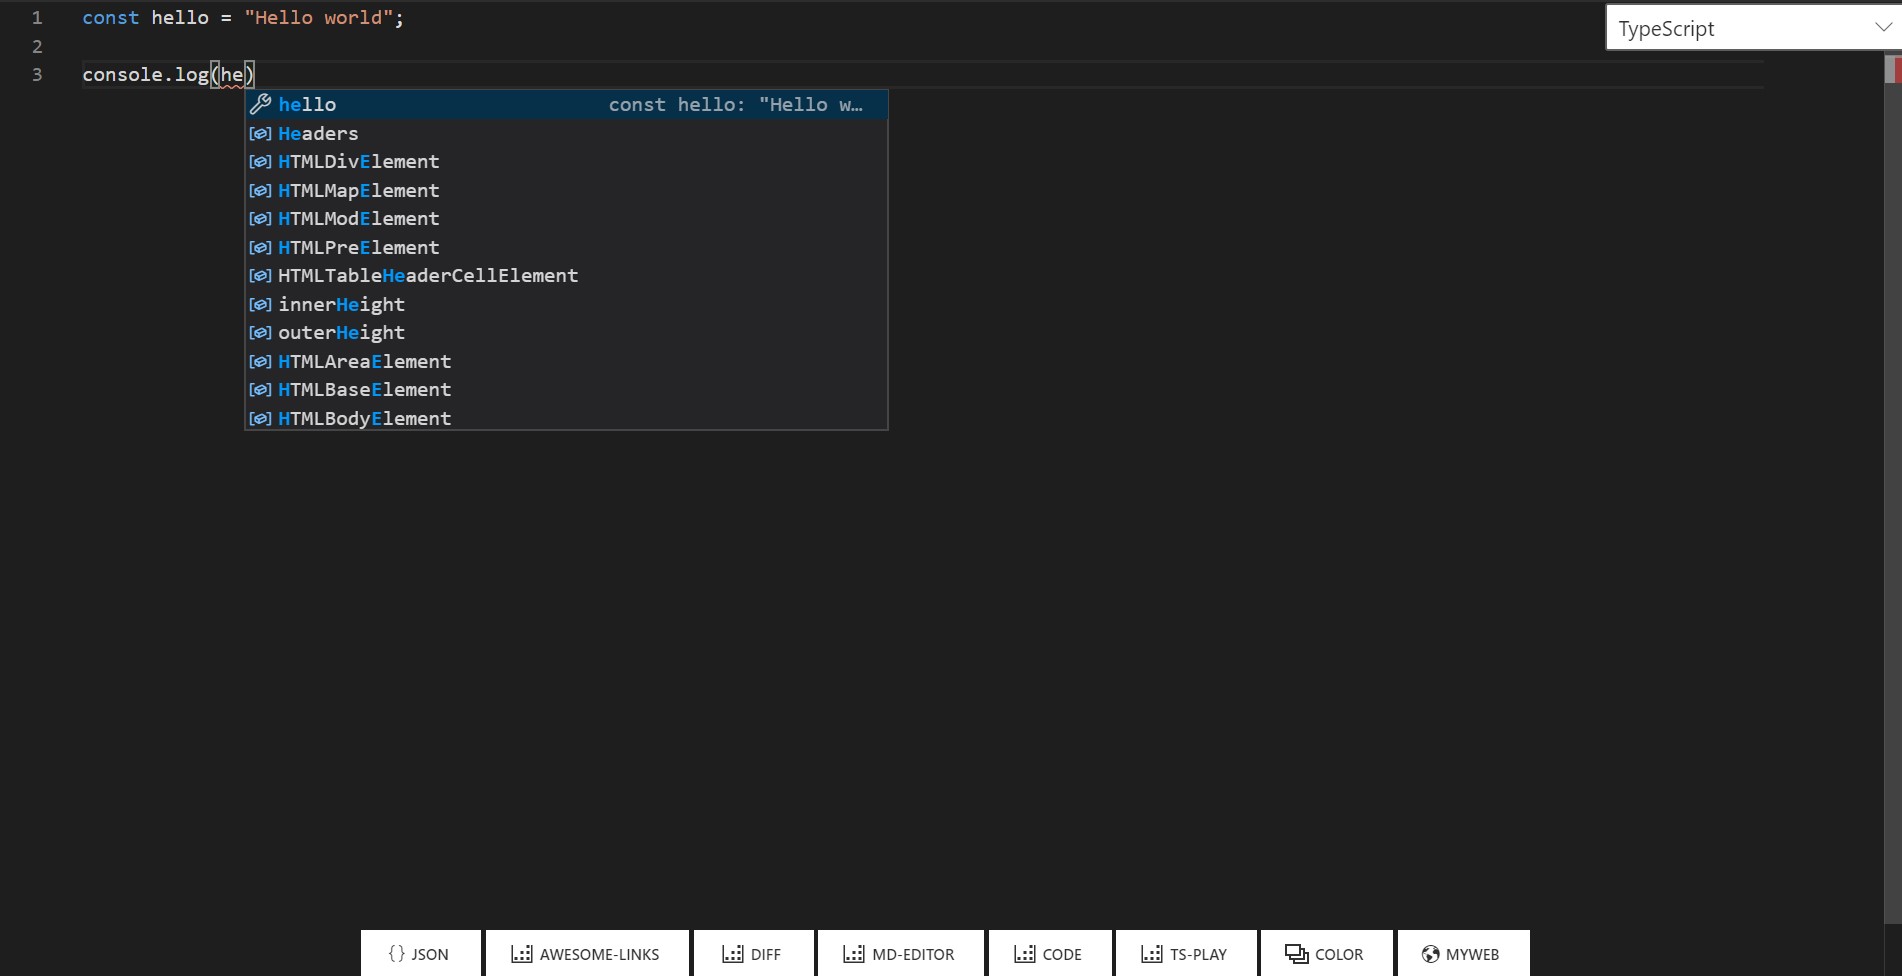 1 const hello = "Hello world";
TypeScript
2
3 console.log(he)
hello const hello: "Hello w…
Headers
HTMLDivElement
HTMLMapElement
HTMLModElement
HTMLPreElement
HTMLTableHeaderCellElement
innerHeight
outerHeight
HTMLAreaElement
HTMLBaseElement
HTMLBodyElement
{} JSON AWESOME-LINKS DIFF MD-EDITOR CODE TS-PLAY COLOR MYWEB